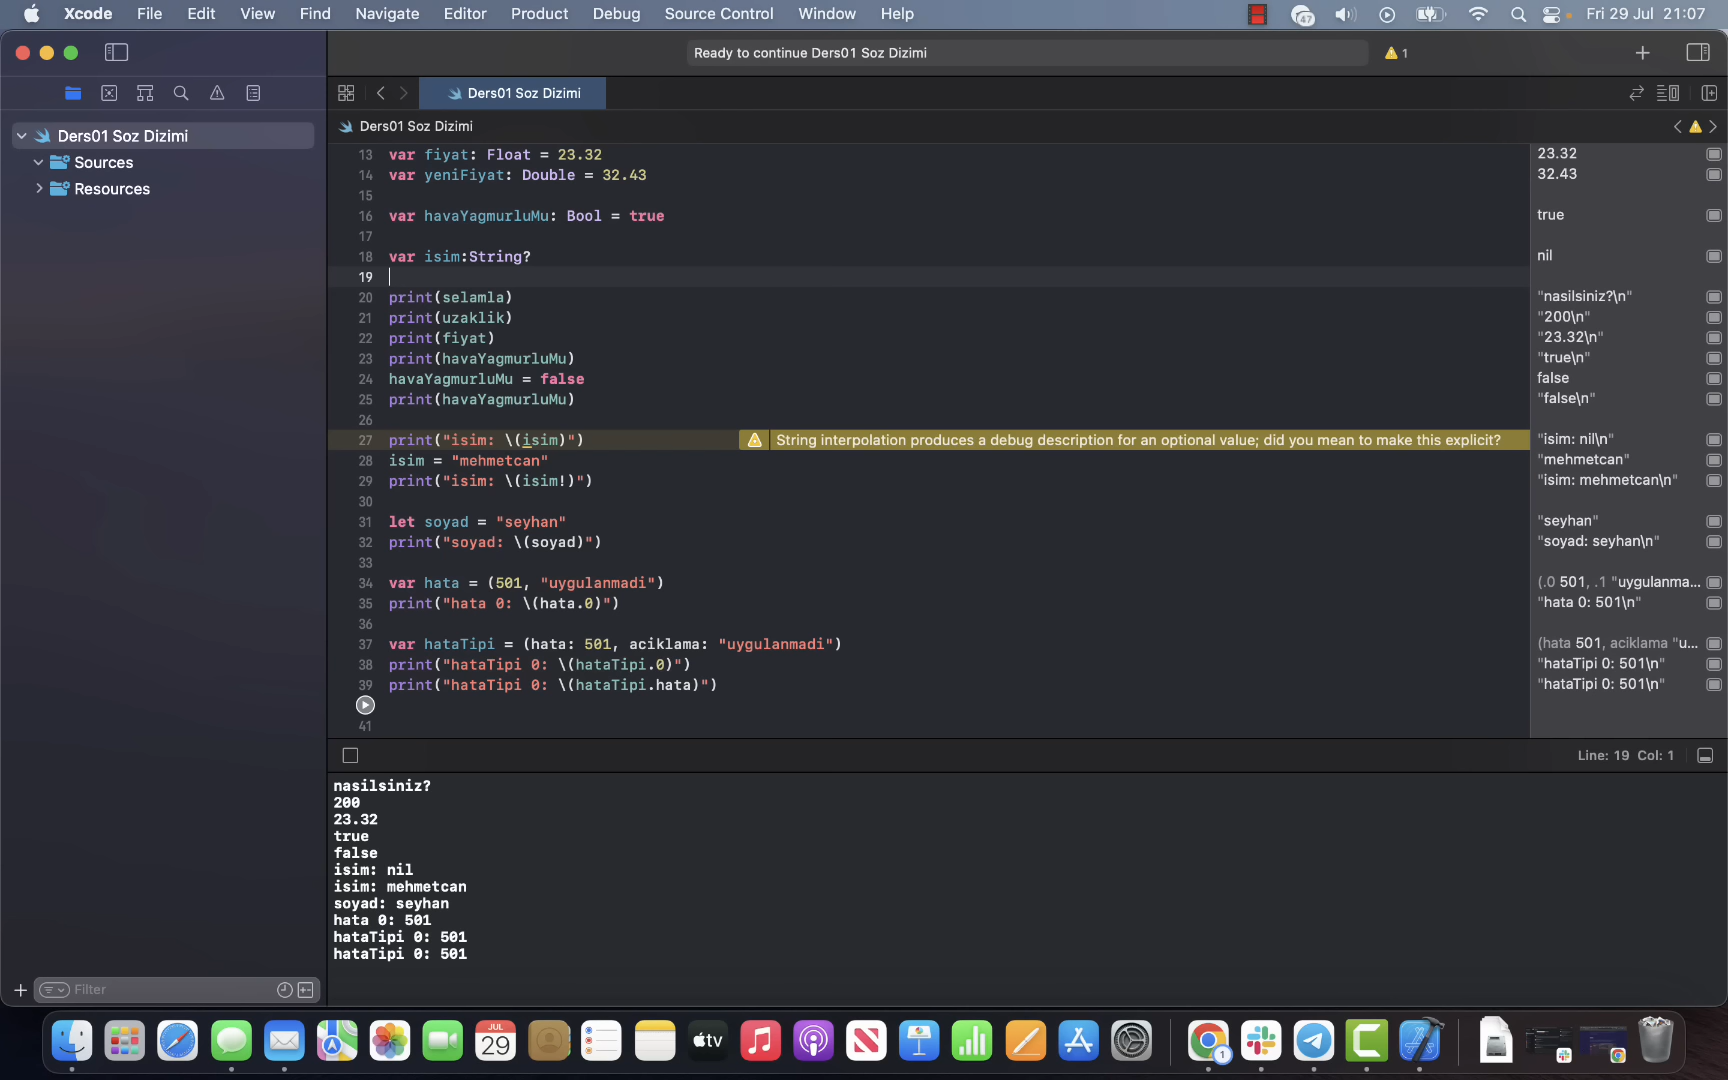 Xcode File Edit View Find Navigate Editor Product Debug Source Control Window Help 47 Fri 29 Jul 21:07
Ready to continue Ders01 Soz Dizimi 1
Ders01 Soz Dizimi
Ders01 Soz Dizimi
Sources
Resources
Ders01 Soz Dizimi
13 var fiyat: Float = 23.32
14 var yeniFiyat: Double = 32.43
15
16 var havaYagmurluMu: Bool = true
17
18 var isim:String?
19
20 print(selamla)
21 print(uzaklik)
22 print(fiyat)
23 print(havaYagmurluMu)
24 havaYagmurluMu = false
25 print(havaYagmurluMu)
26
27 print("isim: \(isim)") String interpolation produces a debug description for an optional value; did you mean to make this explicit?
28 isim = "mehmetcan"
29 print("isim: \(isim!)")
30
31 let soyad = "seyhan"
32 print("soyad: \(soyad)")
33
34 var hata = (501, "uygulanmadi")
35 print("hata 0: \(hata.0)")
36
37 var hataTipi = (hata: 501, aciklama: "uygulanmadi")
38 print("hataTipi 0: \(hataTipi.0)")
39 print("hataTipi 0: \(hataTipi.hata)")
41
23.32
32.43
true
nil
"nasilsiniz?\n"
"200\n"
"23.32\n"
"true\n"
false
"false\n"
"isim: nil\n"
"mehmetcan"
"isim: mehmetcan\n"
"seyhan"
"soyad: seyhan\n"
(.0 501, .1 "uygulanma...
"hata 0: 501\n"
(hata 501, aciklama "u...
"hataTipi 0: 501\n"
"hataTipi 0: 501\n"
Line: 19 Col: 1
nasilsiniz?
200
23.32
true
false
isim: nil
isim: mehmetcan
soyad: seyhan
hata 0: 501
hataTipi 0: 501
hataTipi 0: 501
Filter
JUL
29
tv
1